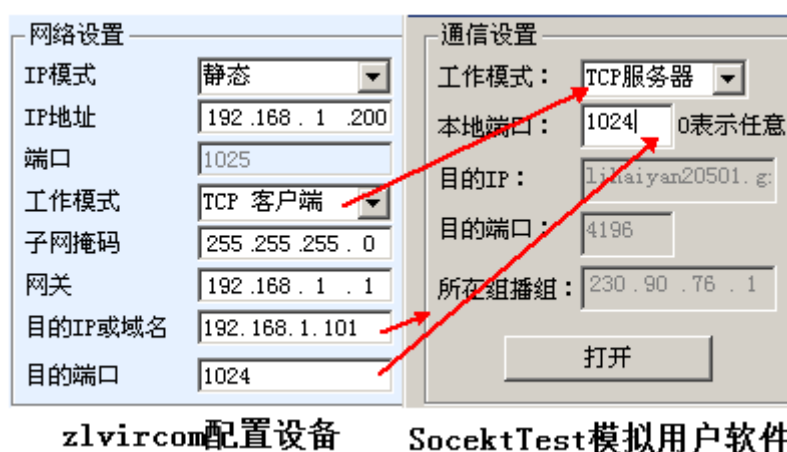 网络设置
IP模式 静态
IP地址 192 .168 . 1 .200
端口 1025
工作模式 TCP 客户端
子网掩码 255 .255 .255 . 0
网关 192 .168 . 1 . 1
目的IP或域名 192.168.1.101
目的端口 1024
zlvircom配置设备
通信设置
工作模式： TCP服务器
本地端口： 1024 0表示任意
目的IP： lihaiyan20501.g
目的端口： 4196
所在组播组： 230 . 90 . 76 . 1
打开
SocektTest模拟用户软件